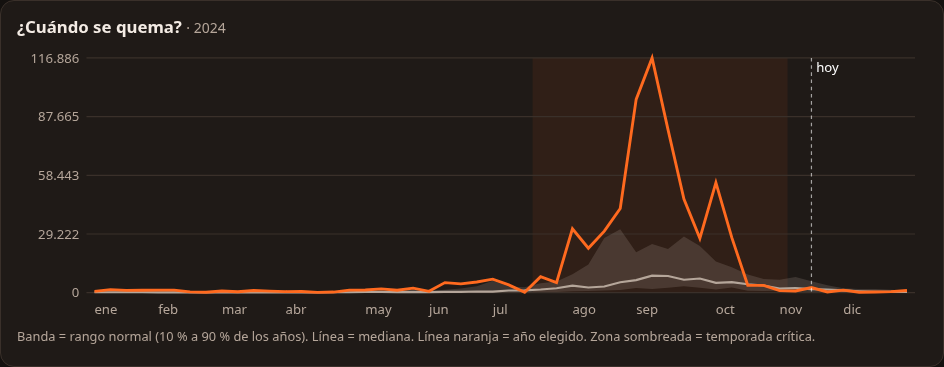 ¿Cuándo se quema? · 2024
116.886
hoy
87.665
58.443
29.222
0
ene feb mar abr may jun jul ago sep oct nov dic
Banda = rango normal (10 % a 90 % de los años). Línea = mediana. Línea naranja = año elegido. Zona sombreada = temporada crítica.